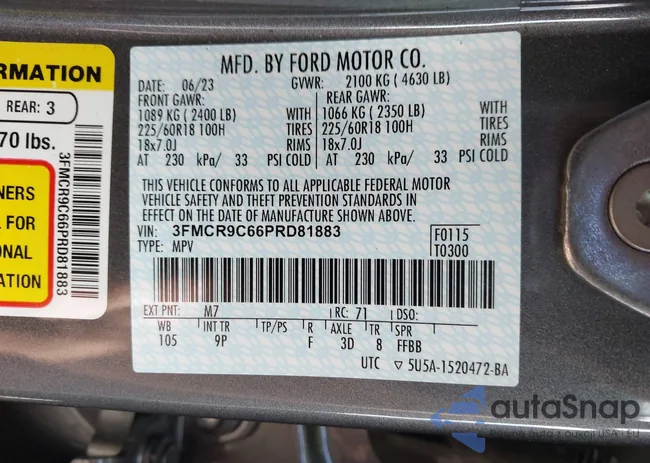 FORMATION
REAR: 3
70 lbs.
NERS
L FOR
ONAL
ATION!
3FMCR9C66PRD81883
MFD. BY FORD MOTOR CO.
DATE: 06/23 GVWR: 2100 KG ( 4630 LB)
FRONT GAWR: REAR GAWR:
1089 KG ( 2400 LB) WITH 1066 KG ( 2350 LB) WITH
225/60R18 100H TIRES 225/60R18 100H TIRES
18x7.0J RIMS 18x7.0J RIMS
AT 230 kPa/ 33 PSI COLD AT 230 kPa/ 33 PSI COLD
THIS VEHICLE CONFORMS TO ALL APPLICABLE FEDERAL MOTOR
VEHICLE SAFETY AND THEFT PREVENTION STANDARDS IN
EFFECT ON THE DATE OF MANUFACTURE SHOWN ABOVE.
VIN: 3FMCR9C66PRD81883 F0115
TYPE: MPV T0300
EXT PNT: M7 RC: 71 DSO:
WB INT TR TP/PS R AXLE TR SPR
105 9P F 3D 8 FFBB
UTC ▽ 5U5A-1520472-BA
autoSnap